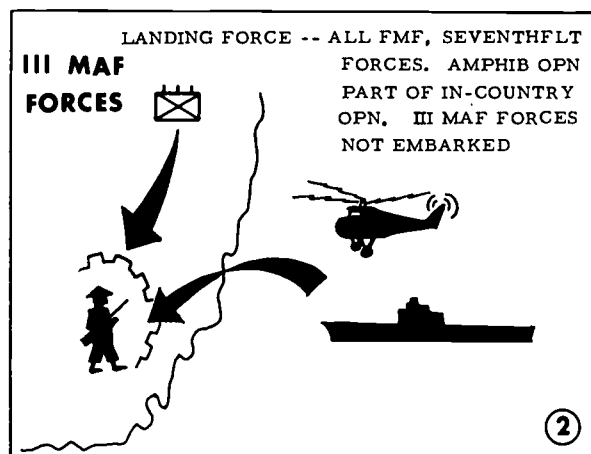 LANDING FORCE -- ALL FMF, SEVENTHFLT
FORCES. AMPHIB OPN
PART OF IN-COUNTRY
OPN. III MAF FORCES
NOT EMBARKED
III MAF
FORCES
2